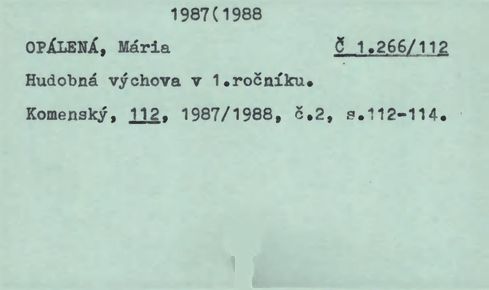 1987(1988
OPÁLENÁ, Mária Č 1.266/112
Hudobná výchova v 1.ročníku.
Komenský, 112, 1987/1988, č.2, s.112-114.